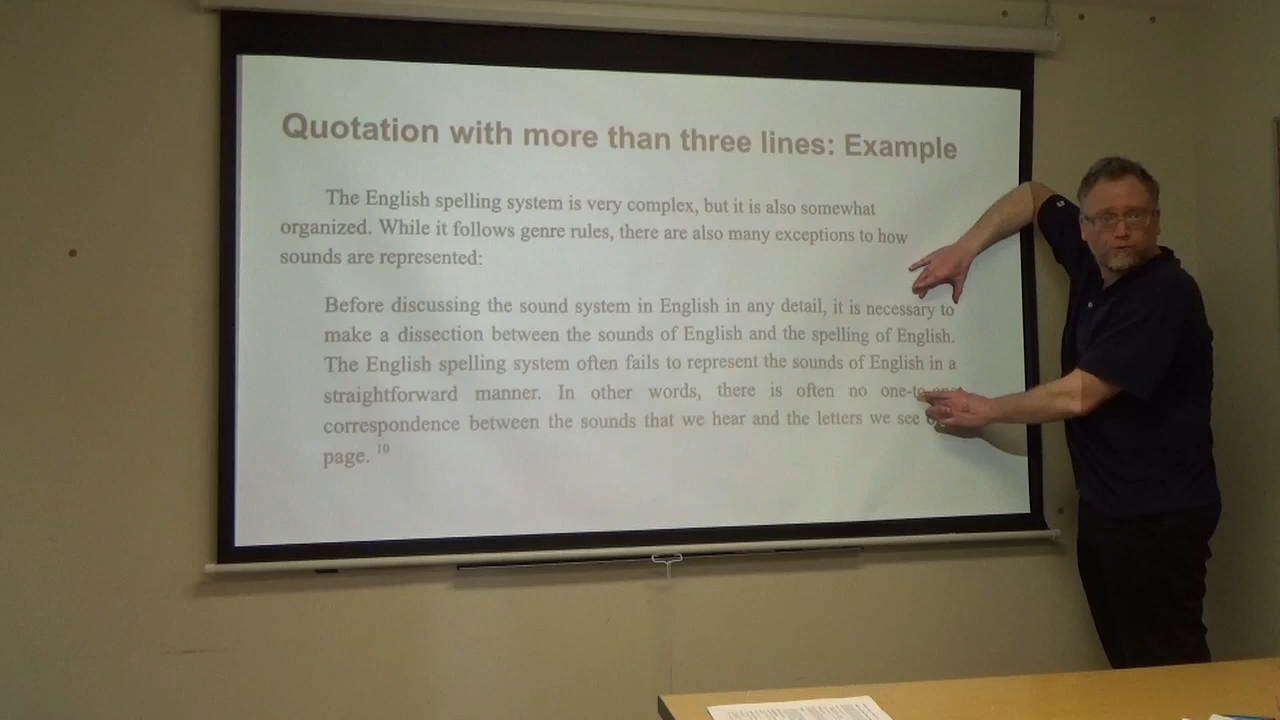 Quotation with more than three lines: Example
The English spelling system is very complex, but it is also somewhat
organized. While it follows genre rules, there are also many exceptions to how
sounds are represented:
Before discussing the sound system in English in any detail, it is necessary to
make a dissection between the sounds of English and the spelling of English.
The English spelling system often fails to represent the sounds of English in a
straightforward manner. In other words, there is often no one-to-one
correspondence between the sounds that we hear and the letters we see
page. 10